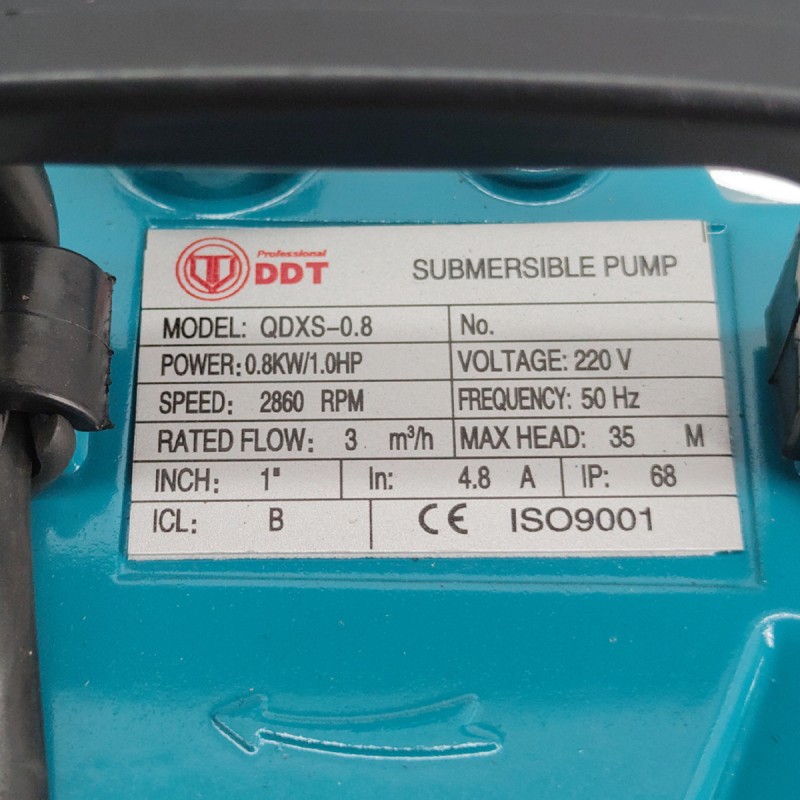 Professional
DDT SUBMERSIBLE PUMP
MODEL: QDXS-0.8 No.
POWER: 0.8KW/1.0HP VOLTAGE: 220 V
SPEED: 2860 RPM FREQUENCY: 50 Hz
RATED FLOW: 3 m³/h MAX HEAD: 35 M
INCH: 1" In: 4.8 A IP: 68
ICL: B CE ISO9001